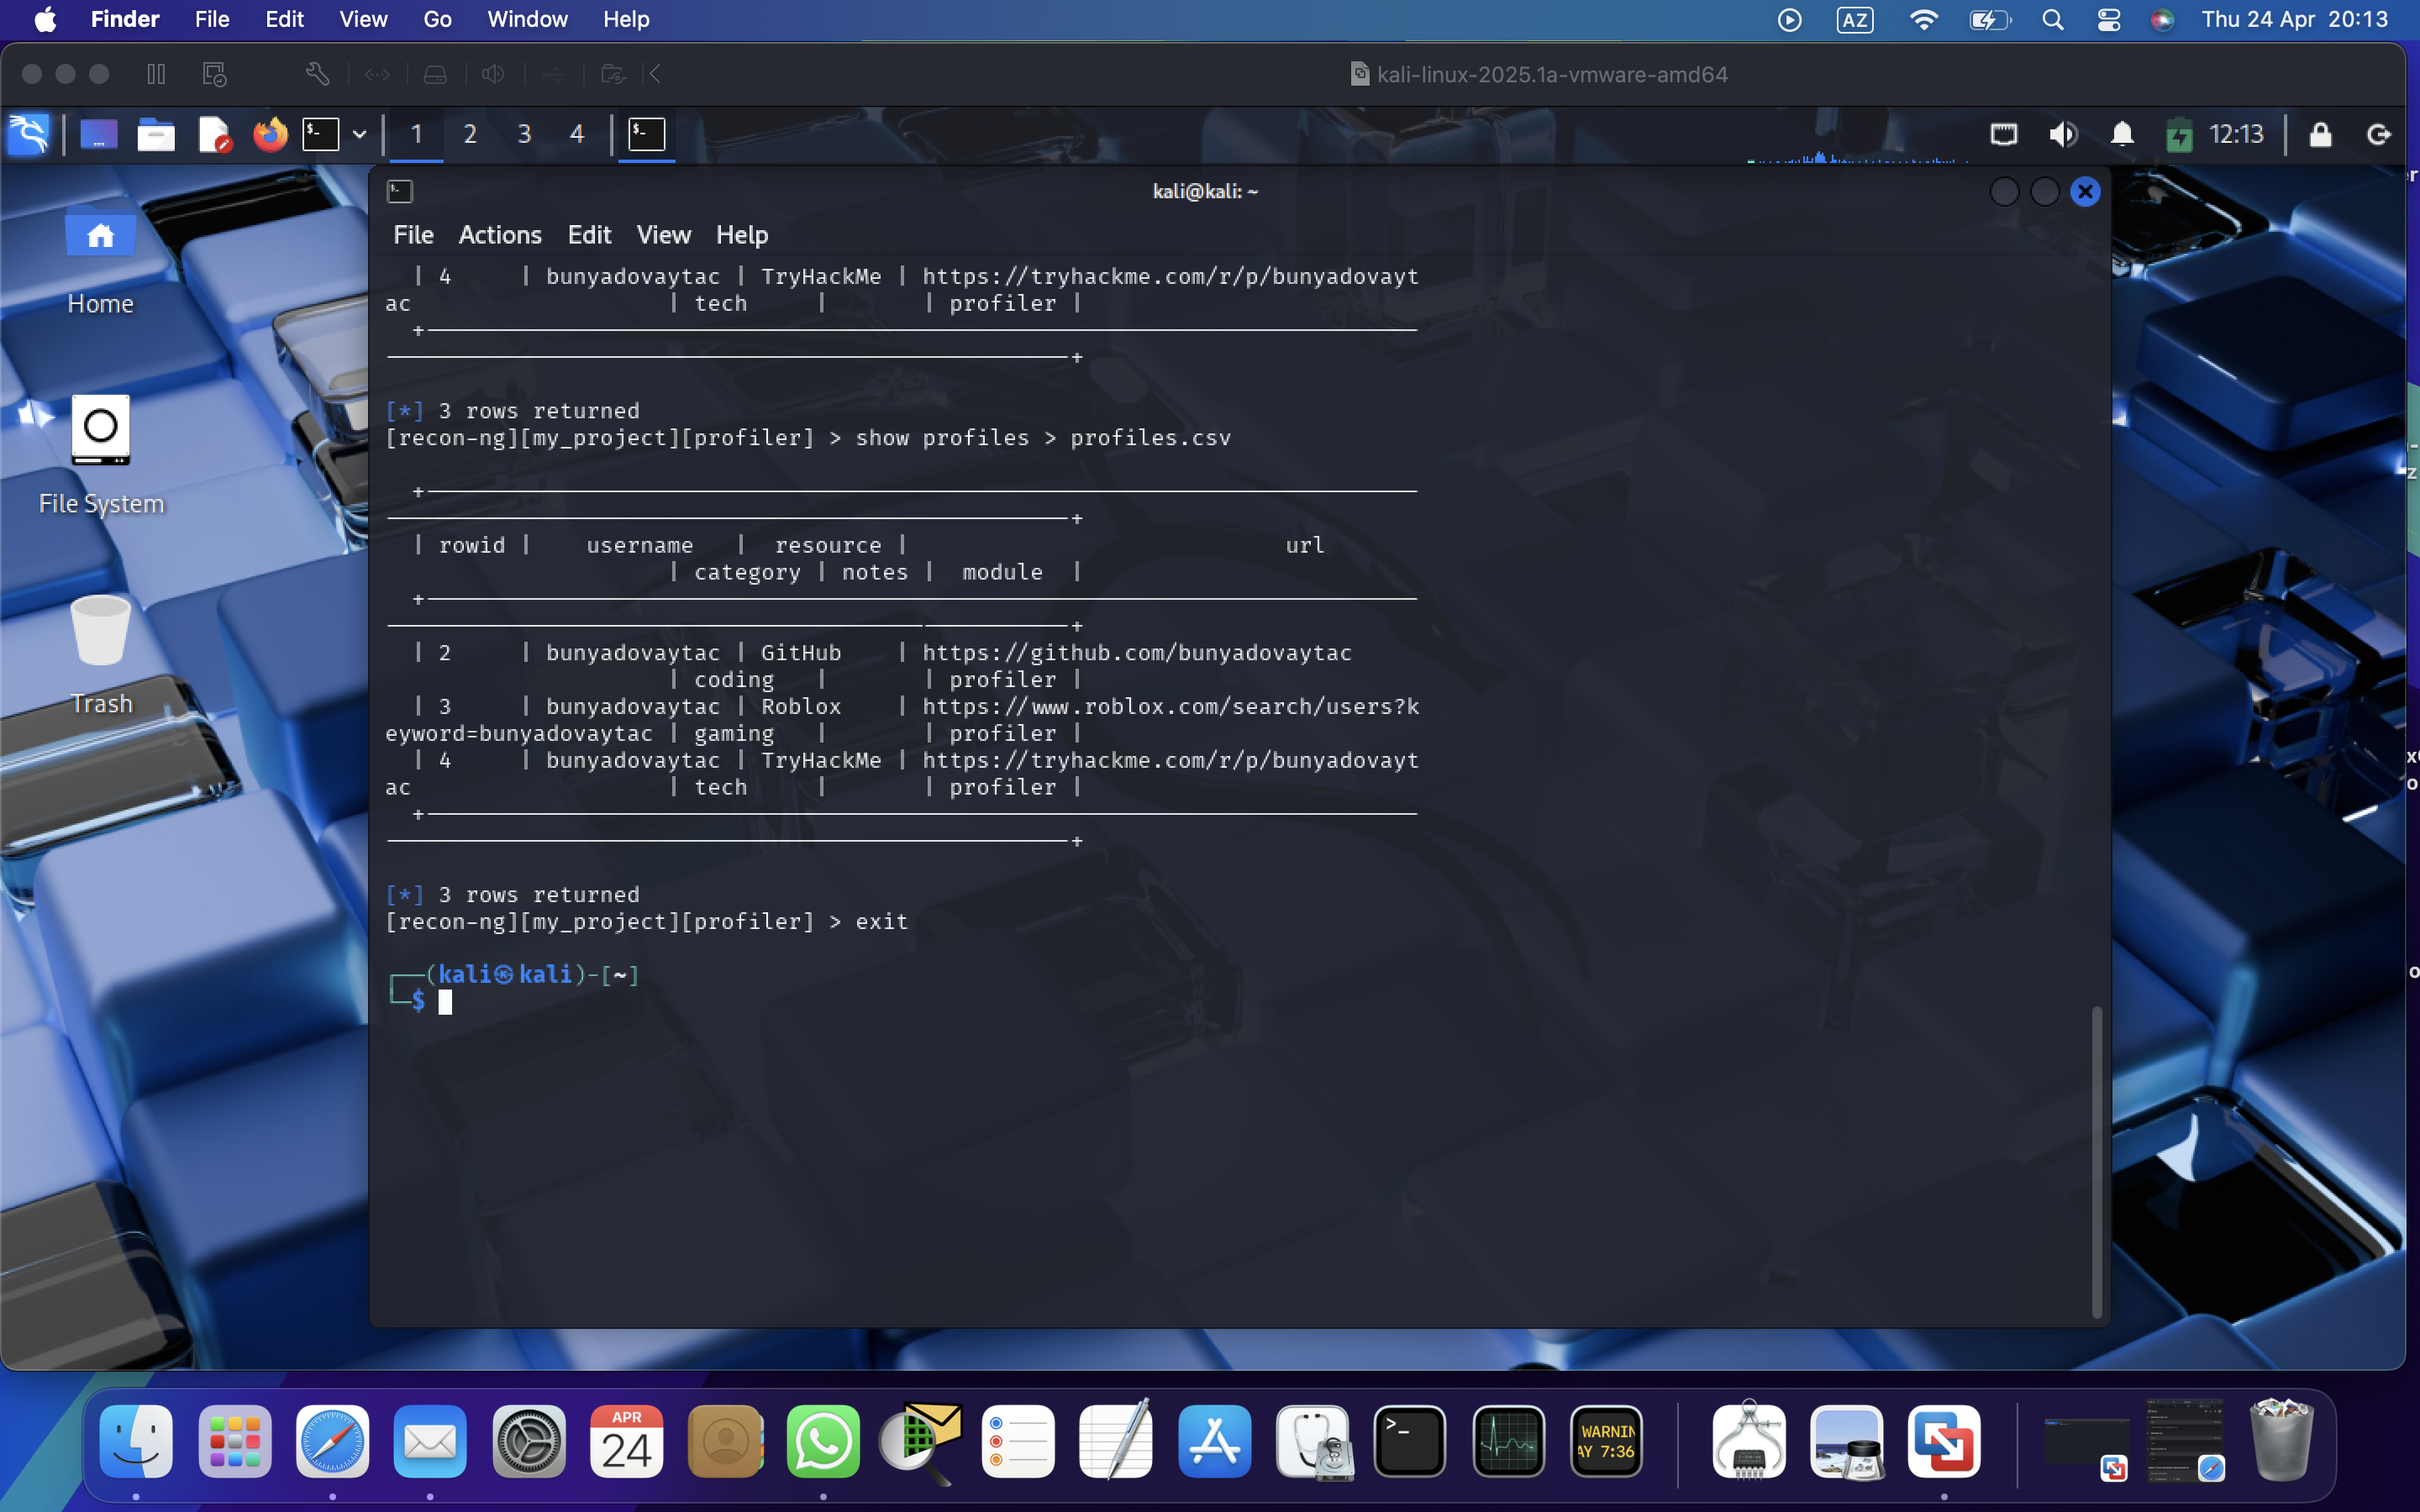 Finder File Edit View Go Window Help AZ Thu 24 Apr 20:13
kali-linux-2025.1a-vmware-amd64
$- 1 2 3 4 $- 12:13
kali@kali: ~
File Actions Edit View Help
| 4 | bunyadovaytac | TryHackMe | https://tryhackme.com/r/p/bunyadovayt
ac | tech | | profiler |
+
+
[*] 3 rows returned
[recon-ng][my_project][profiler] > show profiles > profiles.csv
+
+
| rowid | username | resource | url
| category | notes | module |
+
+
| 2 | bunyadovaytac | GitHub | https://github.com/bunyadovaytac
| coding | | profiler |
| 3 | bunyadovaytac | Roblox | https://www.roblox.com/search/users?k
eyword=bunyadovaytac | gaming | | profiler |
| 4 | bunyadovaytac | TryHackMe | https://tryhackme.com/r/p/bunyadovayt
ac | tech | | profiler |
+
+
[*] 3 rows returned
[recon-ng][my_project][profiler] > exit
(kali㉿kali)-[~]
$
Home
File System
Trash
APR
24
>_
WARNIN
AY 7:36